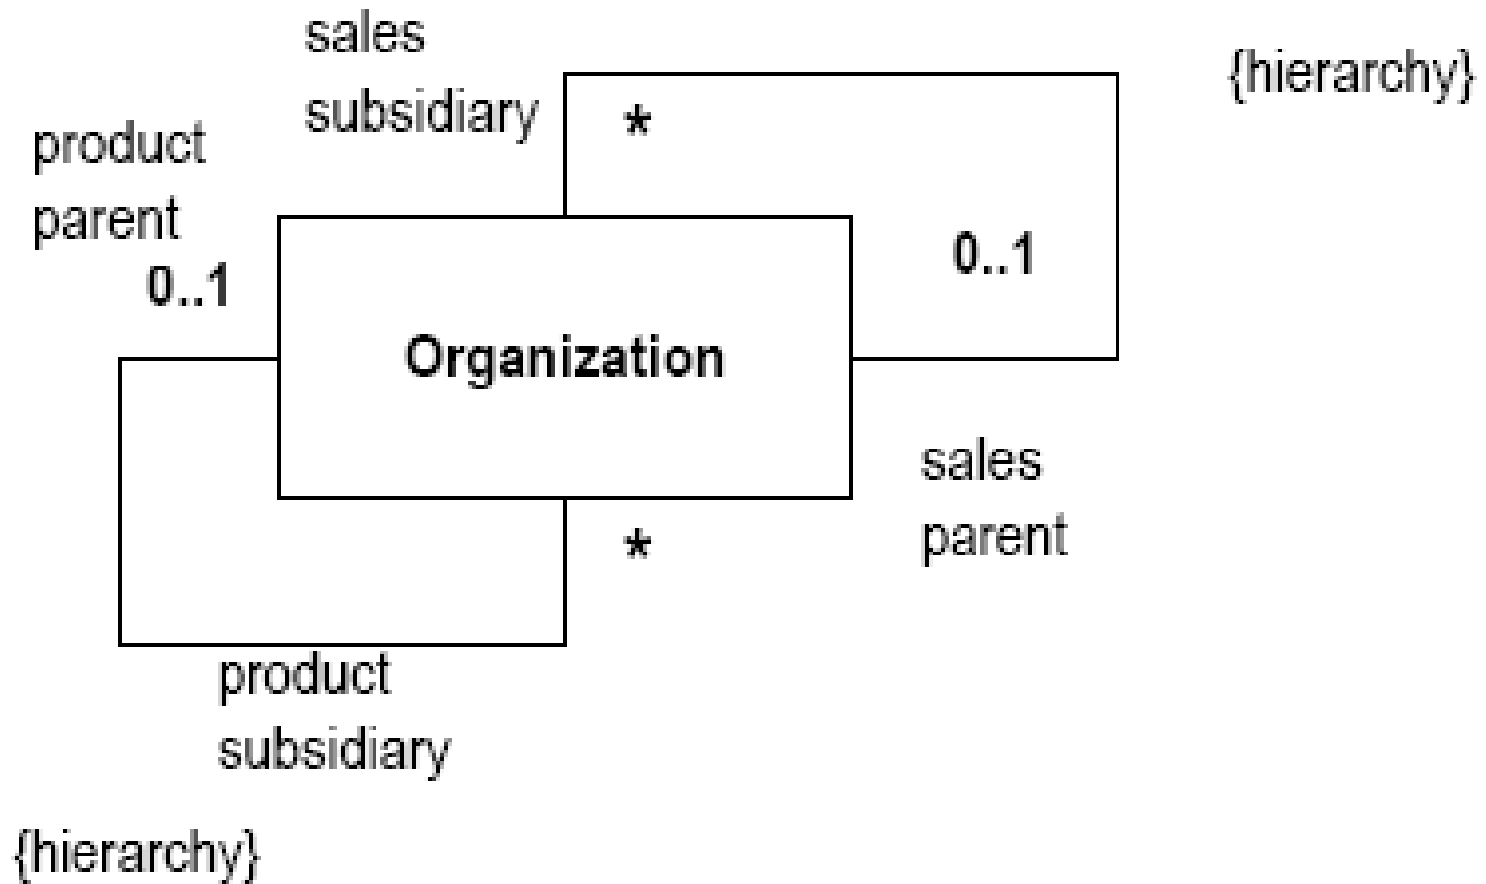 sales
subsidiary
*
{hierarchy}
product
parent
0..1
0..1
Organization
sales
parent
*
product
subsidiary
{hierarchy}